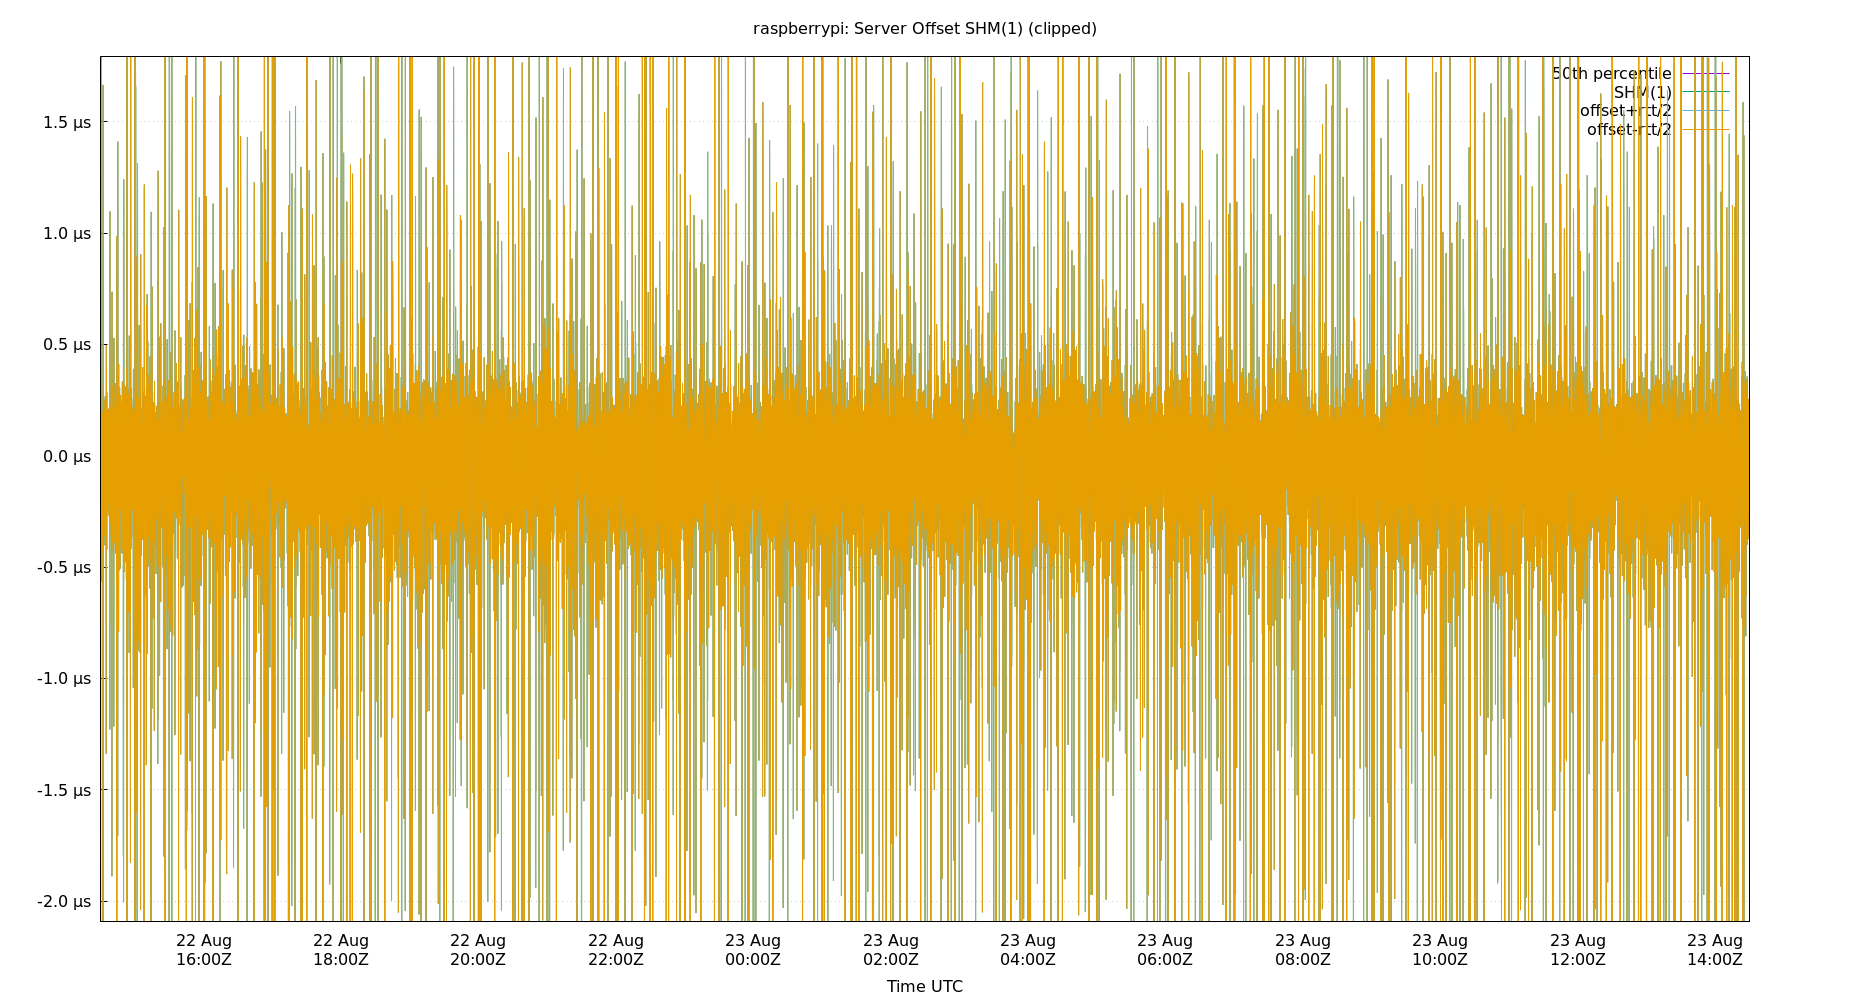 raspberrypi: Server Offset SHM(1) (clipped)
50th percentile
SHM(1)
offset+rtt/2
offset-rtt/2
1.5 µs
1.0 µs
0.5 µs
0.0 µs
-0.5 µs
-1.0 µs
-1.5 µs
-2.0 µs
22 Aug 22 Aug 22 Aug 22 Aug 23 Aug 23 Aug 23 Aug 23 Aug 23 Aug 23 Aug 23 Aug 23 Aug
16:00Z 18:00Z 20:00Z 22:00Z 00:00Z 02:00Z 04:00Z 06:00Z 08:00Z 10:00Z 12:00Z 14:00Z
Time UTC